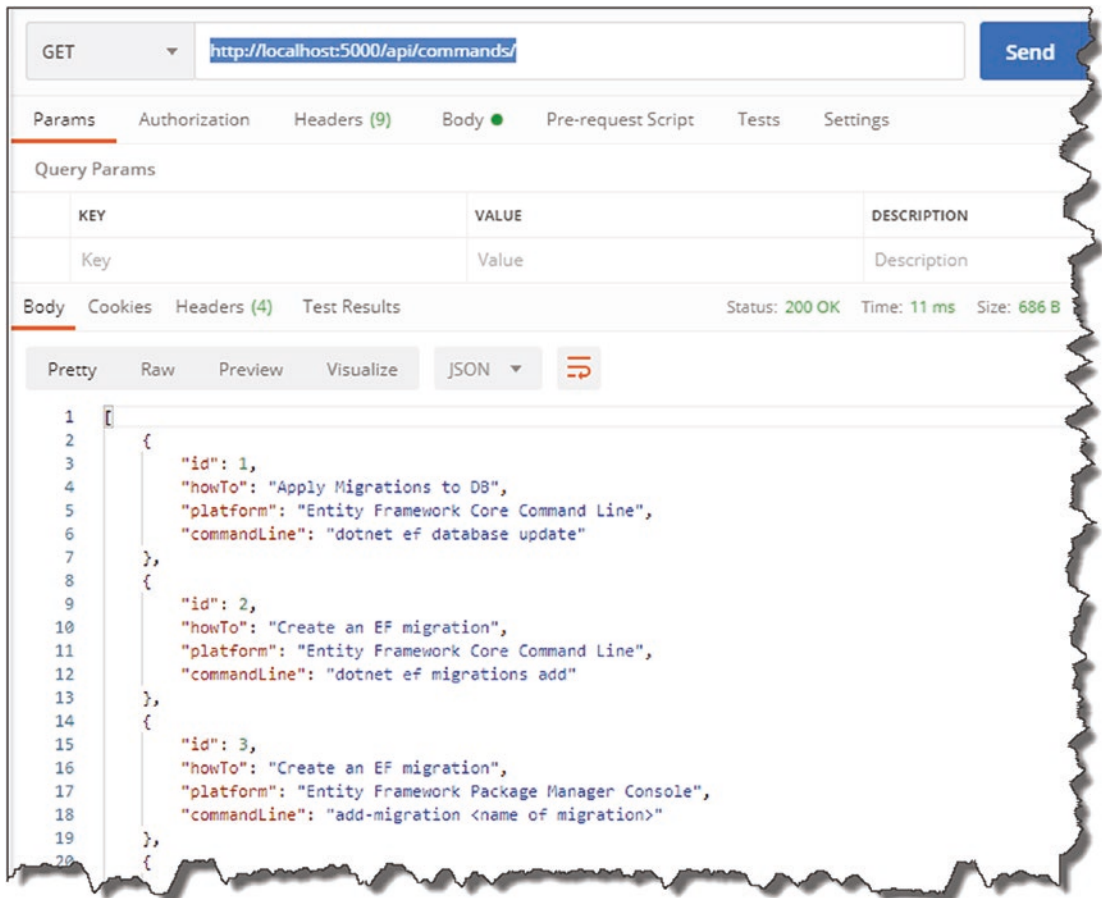 GET http://localhost:5000/api/commands/ Send
Params Authorization Headers (9) Body Pre-request Script Tests Settings
Query Params
KEY VALUE DESCRIPTION
Key Value Description
Body Cookies Headers (4) Test Results Status: 200 OK Time: 11 ms Size: 686 B
Pretty Raw Preview Visualize JSON
1 [
2 {
3 "id": 1,
4 "howTo": "Apply Migrations to DB",
5 "platform": "Entity Framework Core Command Line",
6 "commandLine": "dotnet ef database update"
7 },
8 {
9 "id": 2,
10 "howTo": "Create an EF migration",
11 "platform": "Entity Framework Core Command Line",
12 "commandLine": "dotnet ef migrations add"
13 },
14 {
15 "id": 3,
16 "howTo": "Create an EF migration",
17 "platform": "Entity Framework Package Manager Console",
18 "commandLine": "add-migration <name of migration>"
19 },
20 {